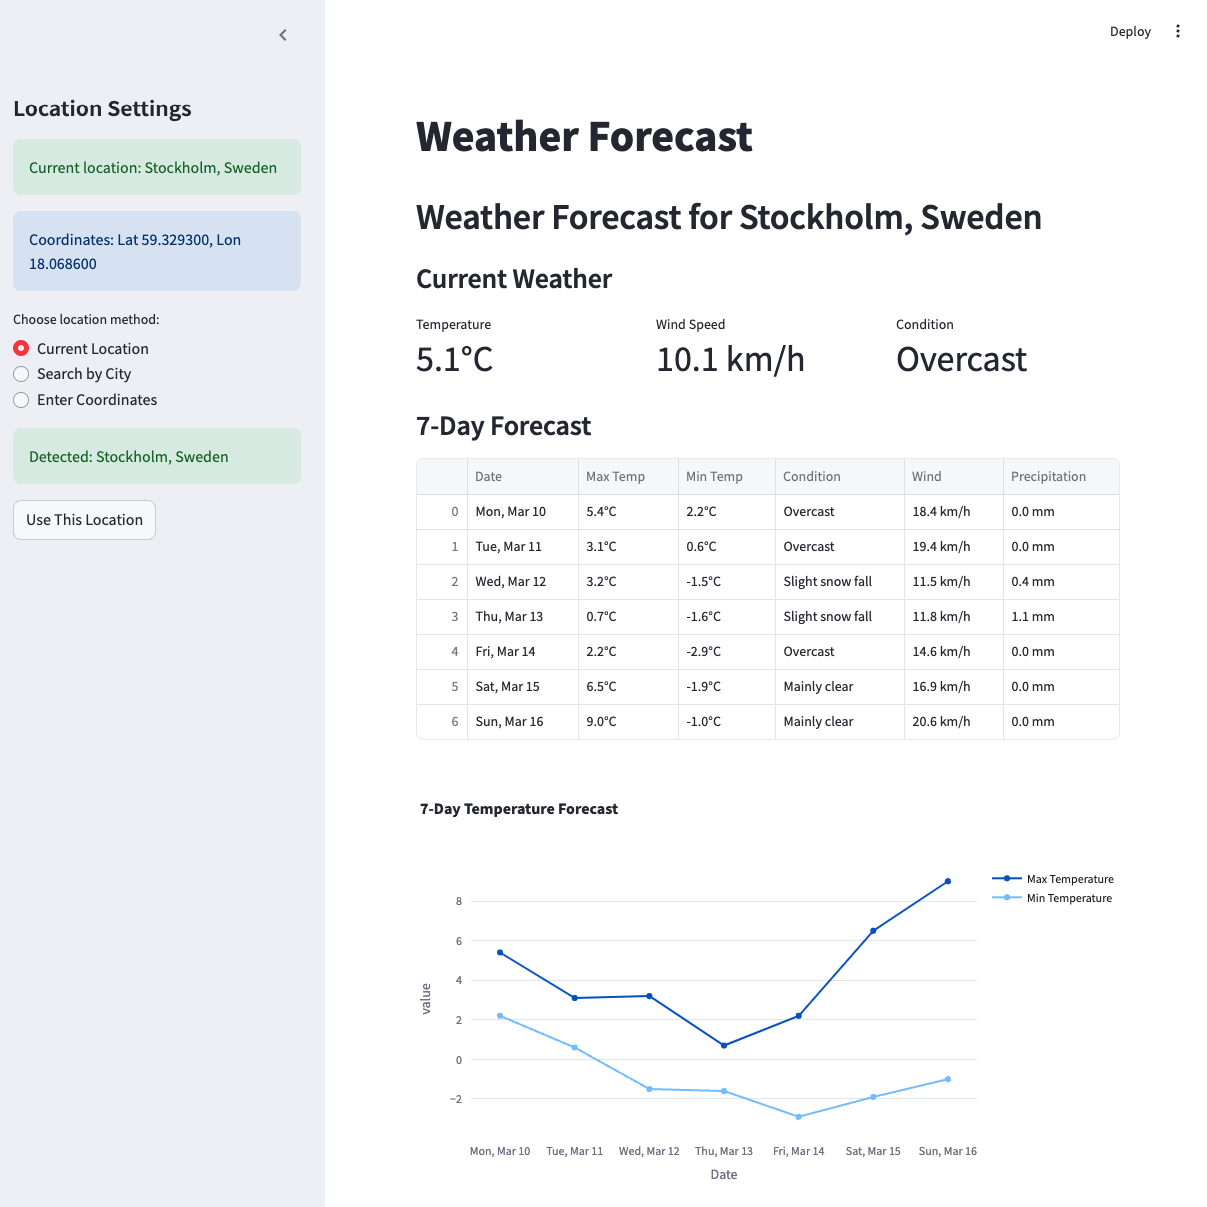 Deploy
Location Settings
Current location: Stockholm, Sweden
Coordinates: Lat 59.329300, Lon
18.068600
Choose location method:
Current Location
Search by City
Enter Coordinates
Detected: Stockholm, Sweden
Use This Location
Weather Forecast
Weather Forecast for Stockholm, Sweden
Current Weather
Temperature Wind Speed Condition
5.1°C 10.1 km/h Overcast
7-Day Forecast
Date Max Temp Min Temp Condition Wind Precipitation
0 Mon, Mar 10 5.4°C 2.2°C Overcast 18.4 km/h 0.0 mm
1 Tue, Mar 11 3.1°C 0.6°C Overcast 19.4 km/h 0.0 mm
2 Wed, Mar 12 3.2°C -1.5°C Slight snow fall 11.5 km/h 0.4 mm
3 Thu, Mar 13 0.7°C -1.6°C Slight snow fall 11.8 km/h 1.1 mm
4 Fri, Mar 14 2.2°C -2.9°C Overcast 14.6 km/h 0.0 mm
5 Sat, Mar 15 6.5°C -1.9°C Mainly clear 16.9 km/h 0.0 mm
6 Sun, Mar 16 9.0°C -1.0°C Mainly clear 20.6 km/h 0.0 mm
7-Day Temperature Forecast
Max Temperature
Min Temperature
8
6
4
2
0
−2
value
Mon, Mar 10 Tue, Mar 11 Wed, Mar 12 Thu, Mar 13 Fri, Mar 14 Sat, Mar 15 Sun, Mar 16
Date